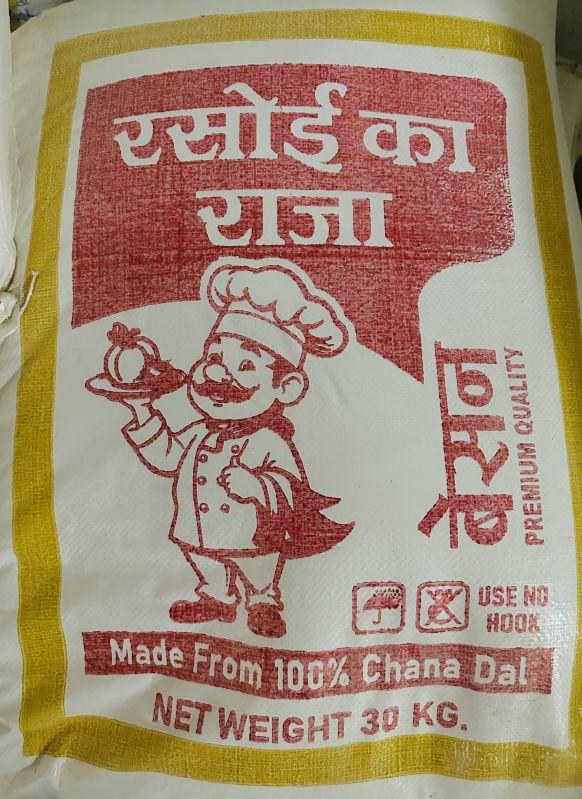 रसोई का
राजा
बेसन
PREMIUM QUALITY
USE NO
HOOK
Made From 100% Chana Dal
NET WEIGHT 30 KG.